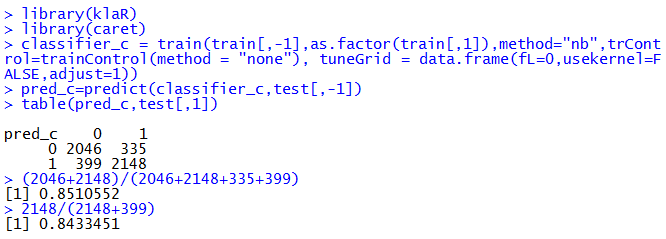 > library(klaR)
> library(caret)
> classifier_c = train(train[,-1],as.factor(train[,1]),method="nb",trCont
rol=trainControl(method = "none"), tuneGrid = data.frame(fL=0,usekernel=F
ALSE,adjust=1))
> pred_c=predict(classifier_c,test[,-1])
> table(pred_c,test[,1])
pred_c    0    1
     0 2046  335
     1  399 2148
> (2046+2148)/(2046+2148+335+399)
[1] 0.8510552
> 2148/(2148+399)
[1] 0.8433451